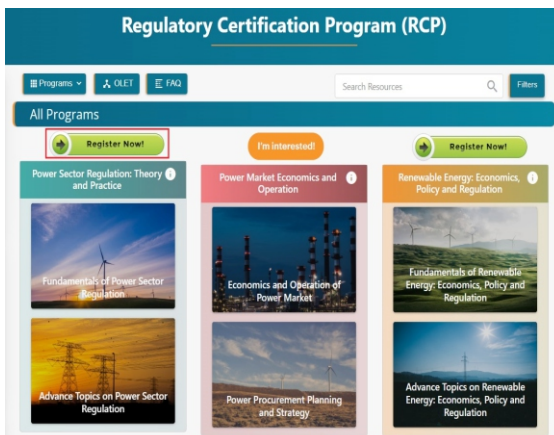 Regulatory Certification Program (RCP)
Programs
OLET
FAQ
Search Resources
Filters
All Programs
Register Now!
I'm interested!
Register Now!
Power Sector Regulation: Theory
and Practice
Power Market Economics and
Operation
Renewable Energy: Economics,
Policy and Regulation
Fundamentals of Power Sector
Regulation
Economics and Operation of
Power Market
Fundamentals of Renewable
Energy: Economics, Policy and
Regulation
Advance Topics on Power Sector
Regulation
Power Procurement Planning
and Strategy
Advance Topics on Renewable
Energy: Economics, Policy and
Regulation